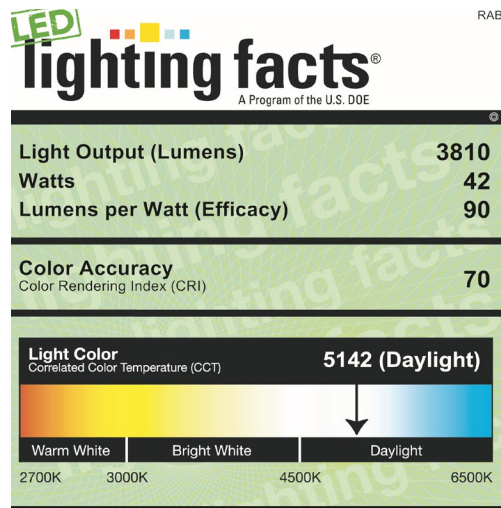 RAB
LED
lighting facts®
A Program of the U.S. DOE
Light Output (Lumens) 3810
Watts 42
Lumens per Watt (Efficacy) 90
Color Accuracy
Color Rendering Index (CRI) 70
Light Color
Correlated Color Temperature (CCT) 5142 (Daylight)
Warm White Bright White Daylight
2700K 3000K 4500K 6500K